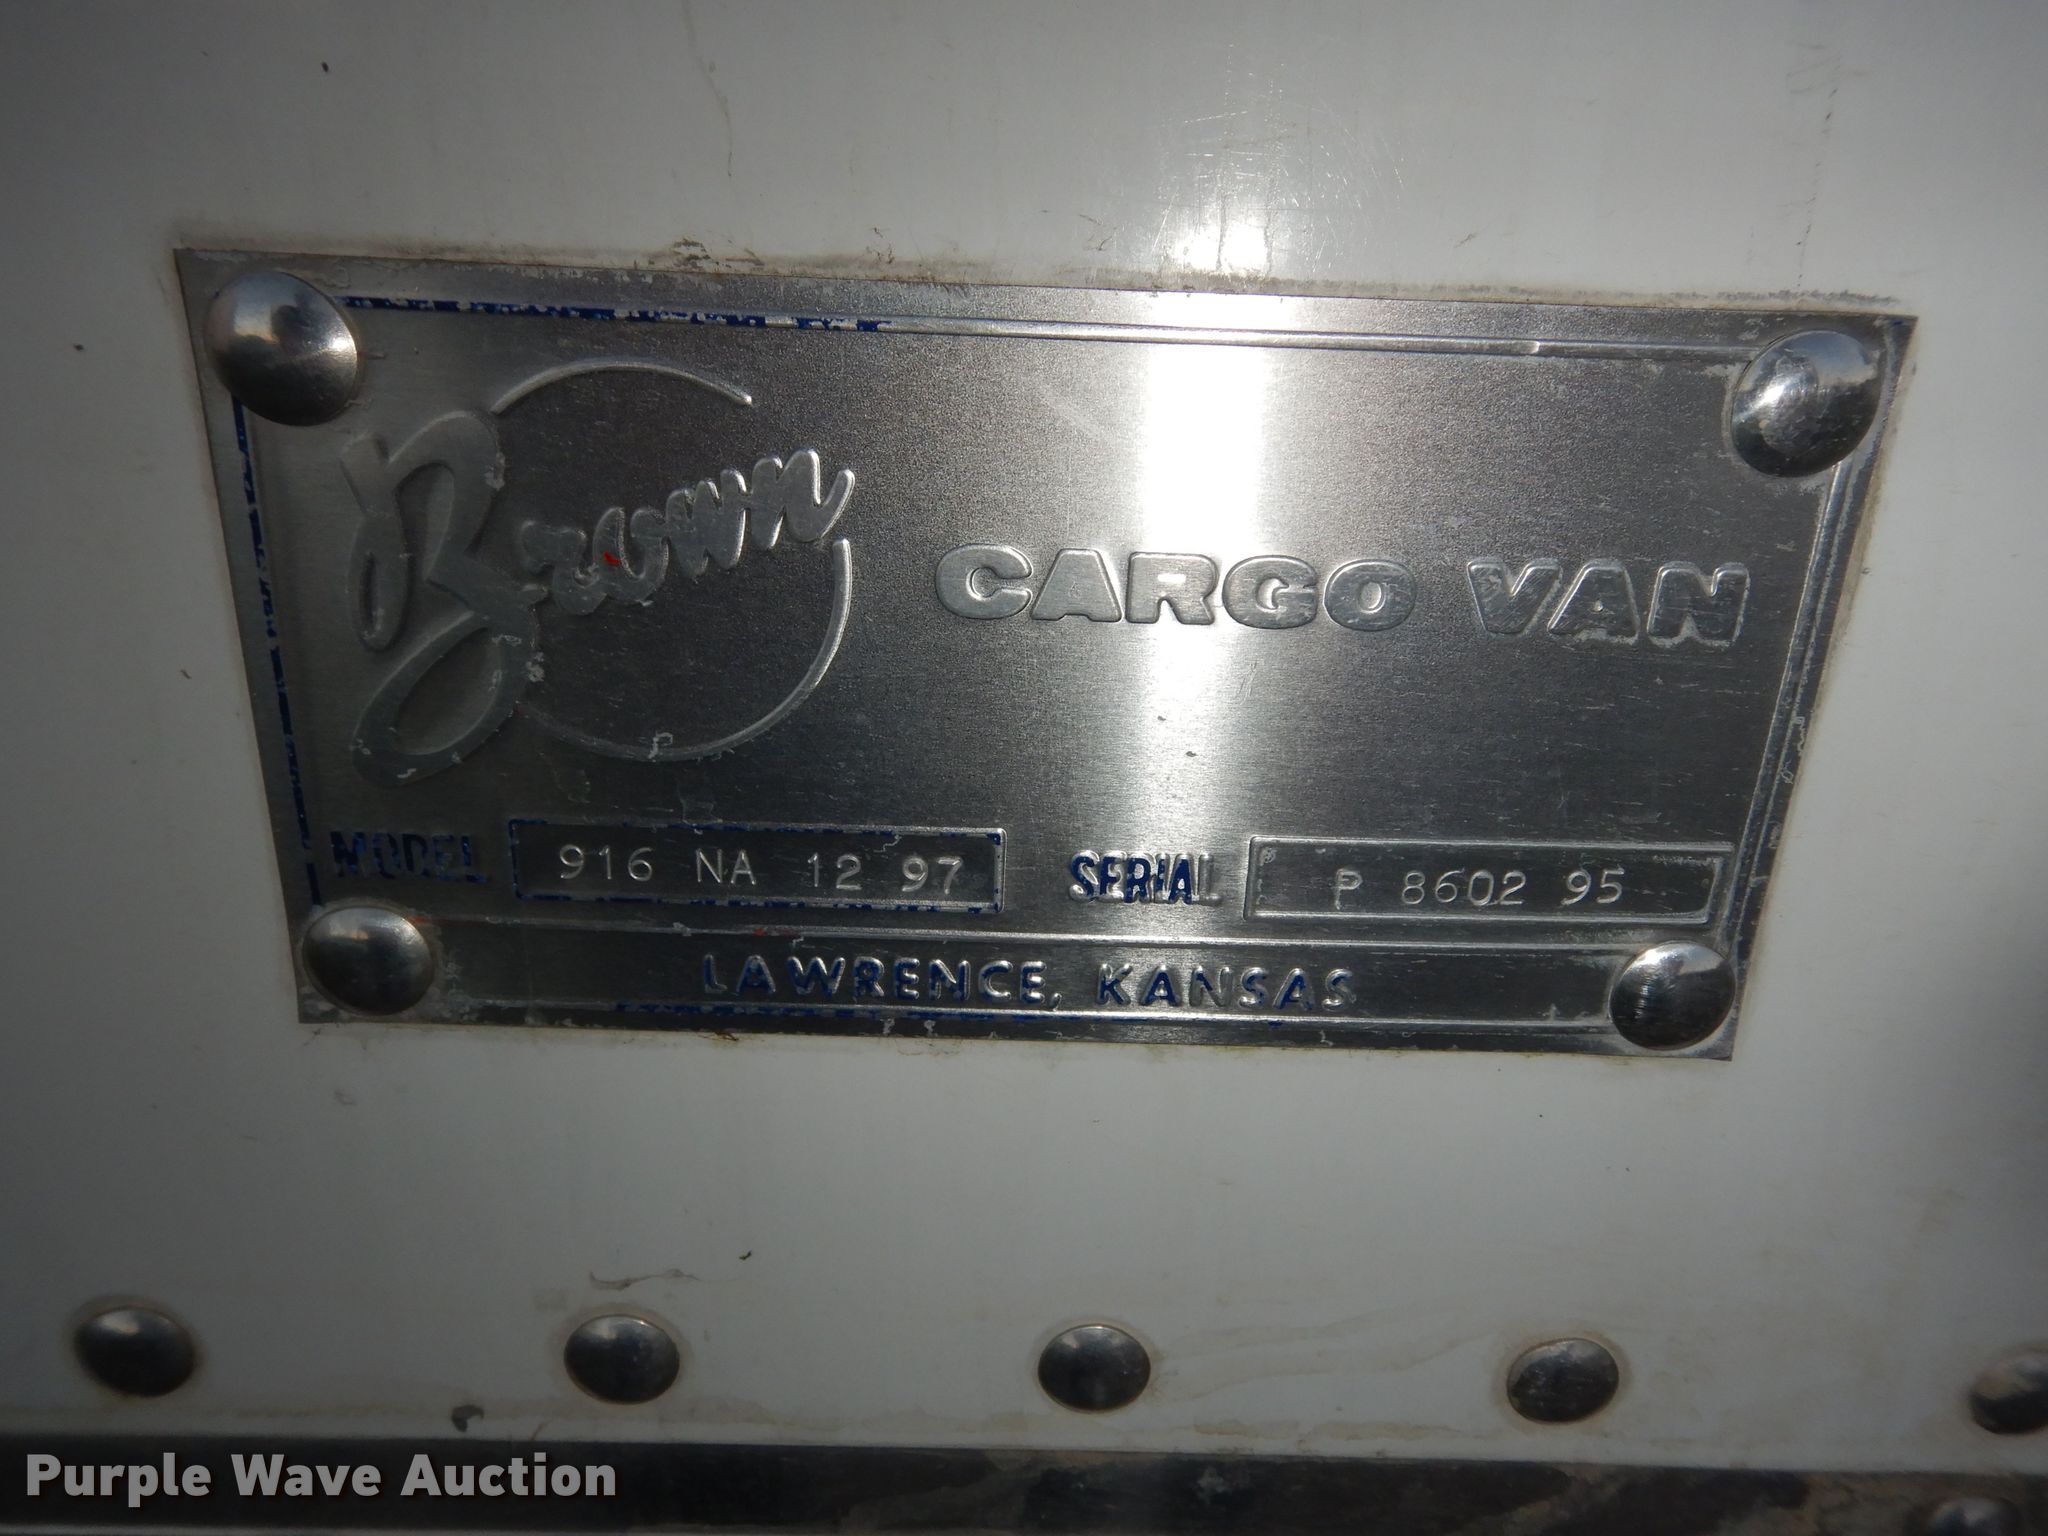 Brown CARGO VAN
MODEL 916 NA 12 97 SERIAL P 8602 95
LAWRENCE, KANSAS
Purple Wave Auction